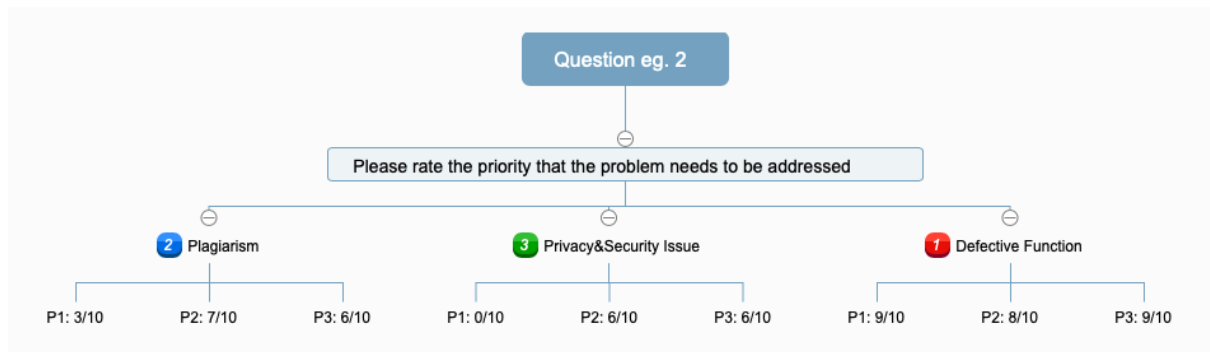 Question eg. 2
Please rate the priority that the problem needs to be addressed
2 Plagiarism
3 Privacy&Security Issue
1 Defective Function
P1: 3/10
P2: 7/10
P3: 6/10
P1: 0/10
P2: 6/10
P3: 6/10
P1: 9/10
P2: 8/10
P3: 9/10